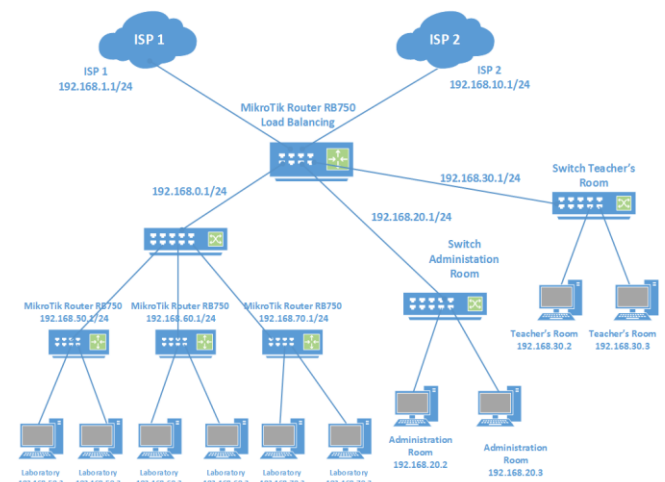 ISP 1
ISP 2
ISP 1
192.168.1.1/24
ISP 2
192.168.10.1/24
MikroTik Router RB750
Load Balancing
192.168.0.1/24
192.168.30.1/24
192.168.20.1/24
Switch Teacher's
Room
Switch
Administation
Room
MikroTik Router RB750
192.168.50.1/24
MikroTik Router RB750
192.168.60.1/24
MikroTik Router RB750
192.168.70.1/24
Teacher's Room
192.168.30.2
Teacher's Room
192.168.30.3
Administration
Room
192.168.20.2
Administration
Room
192.168.20.3
Laboratory
Laboratory
Laboratory
Laboratory
Laboratory
Laboratory